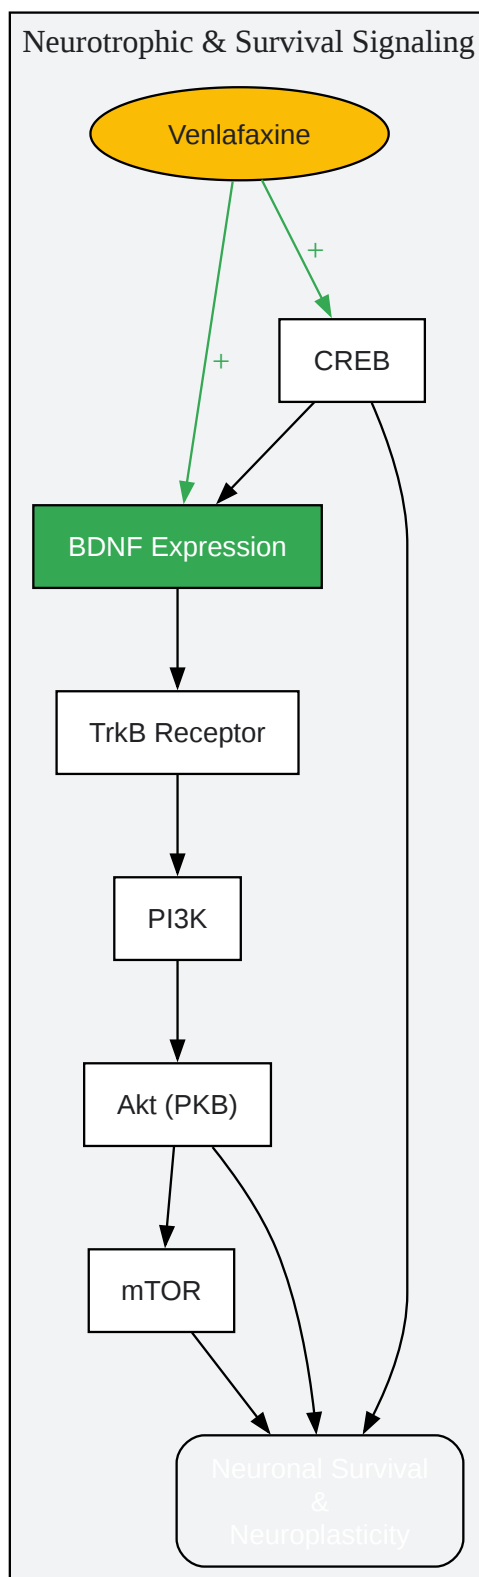 Neurotrophic & Survival Signaling
Venlafaxine
+
+
CREB
BDNF Expression
TrkB Receptor
PI3K
Akt (PKB)
mTOR
Neuronal Survival
&
Neuroplasticity